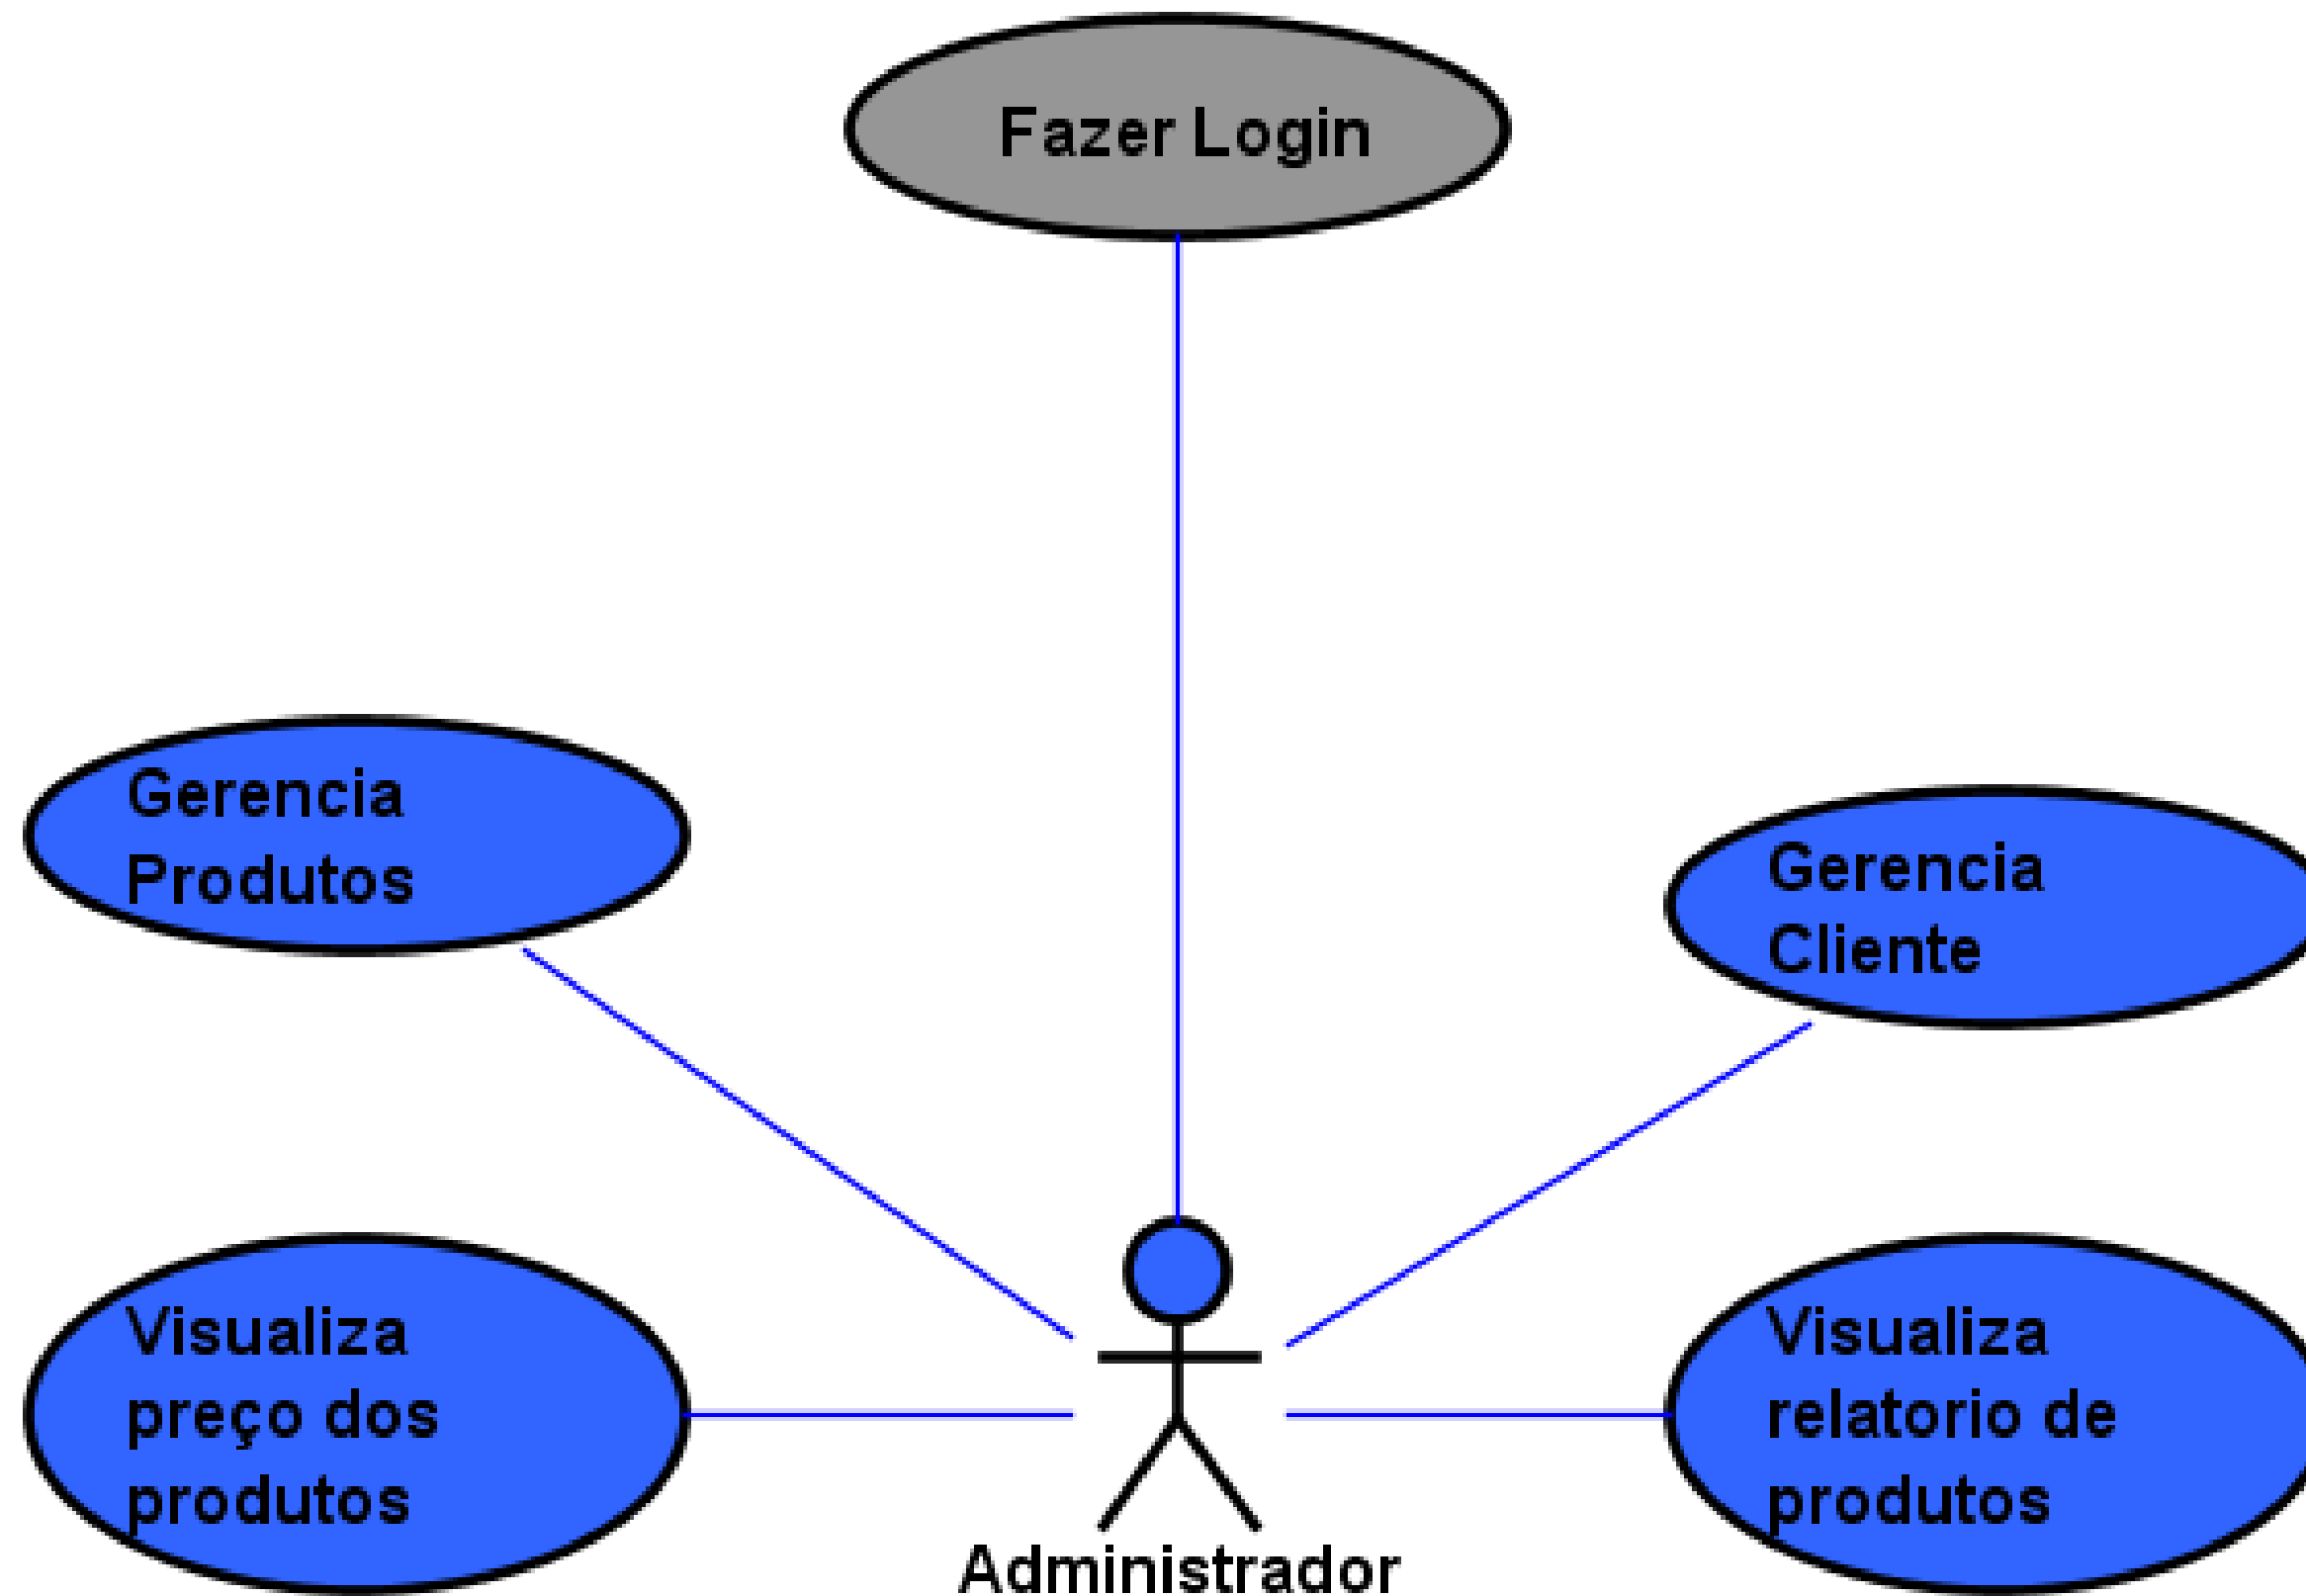 Fazer Login
Gerencia
Produtos
Gerencia
Cliente
Visualiza
preço dos
produtos
Visualiza
relatorio de
produtos
Administrador